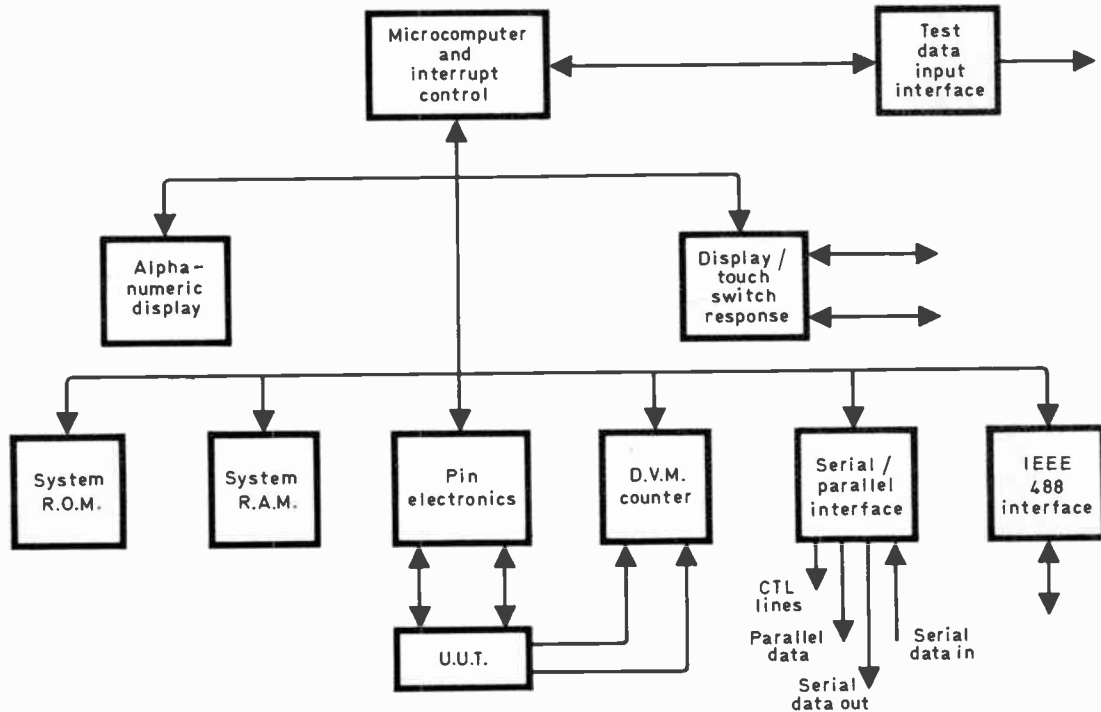 Microcomputer
and
interrupt
control
Test
data
input
interface
Alpha-
numeric
display
Display /
touch
switch
response
System
R.O.M.
System
R.A.M.
Pin
electronics
D.V.M.
counter
Serial /
parallel
interface
IEEE
488
interface
U.U.T.
CTL
lines
Parallel
data
Serial
data out
Serial
data in